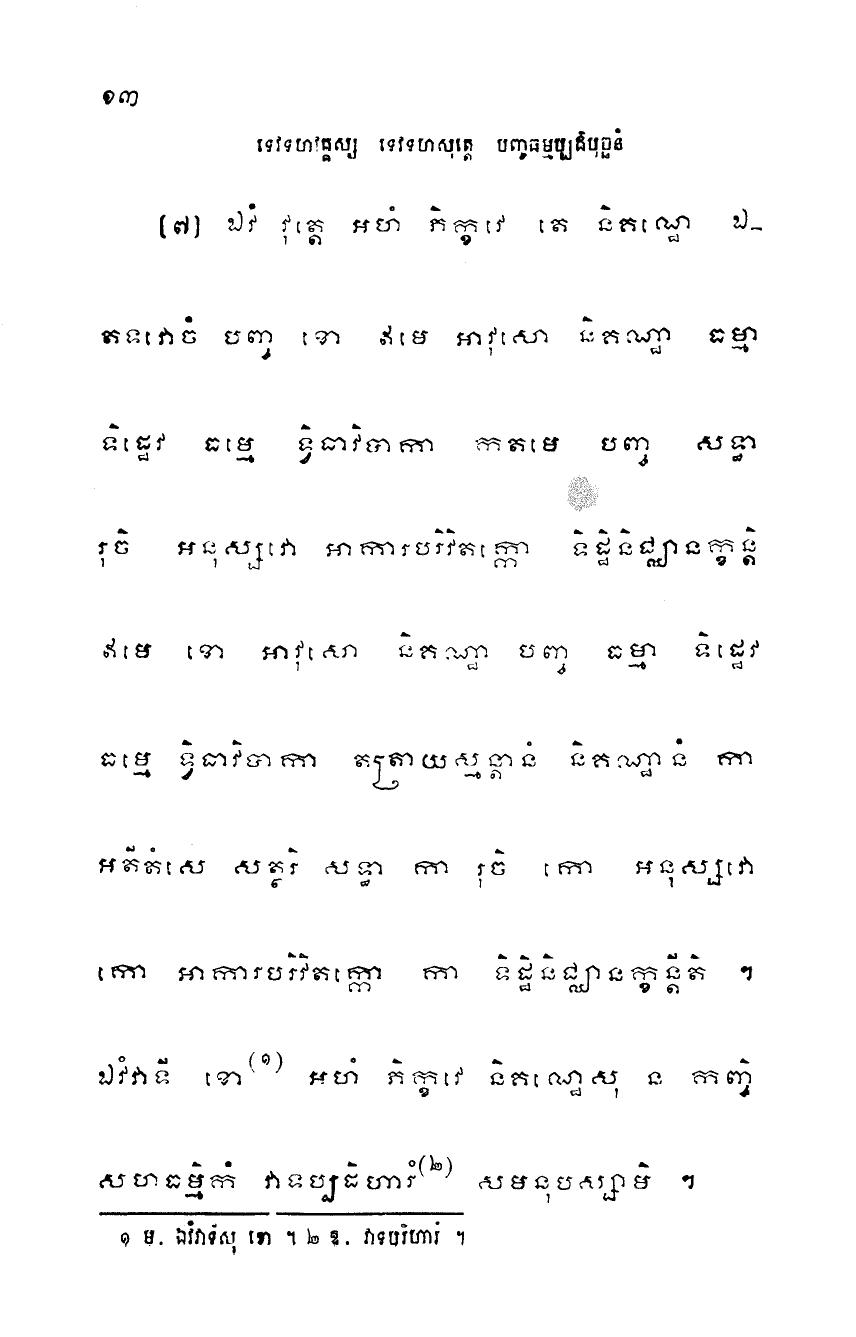 ១៣
ទេវទហវគ្គស្ស ទេវទហសុត្តេ បញ្ចធម្មប្បដិបុច្ឆនំ
(៧) ឯវំ វុត្តេ អហំ ភិក្ខវេ តេ និគណ្ឋេ ឯ-
តទវោចំ បញ្ច ខោ ឥមេ អាវុសោ និគណ្ឋា ធម្មា
ទិដ្ឋេវ ធម្មេ ទ្វិធាវិបាកា កតមេ បញ្ច សទ្ធា
រុចិ អនុស្សវោ អាការបរិវិតក្កោ ទិដ្ឋិនិជ្ឈានក្ខន្តិ
ឥមេ ខោ អាវុសោ និគណ្ឋា បញ្ច ធម្មា ទិដ្ឋេវ
ធម្មេ ទ្វិធាវិបាកា តត្រាយស្មន្តានំ និគណ្ឋានំ កា
អតីតំសេ សត្ថរិ សទ្ធា កា រុចិ កោ អនុស្សវោ
កោ អាការបរិវិតក្កោ កា ទិដ្ឋិនិជ្ឈានក្ខន្តីតិ ។
ឯវំវាទី ខោ(១) អហំ ភិក្ខវេ និគណ្ឋេសុ ន កញ្ចិ
សហធម្មិកំ វាទប្បដិហារំ(២) សមនុបស្សាមិ ។
១ ម. ឯវំវាទីសុ ខោ ។ ២ ឱ. វាទបរិហារំ ។